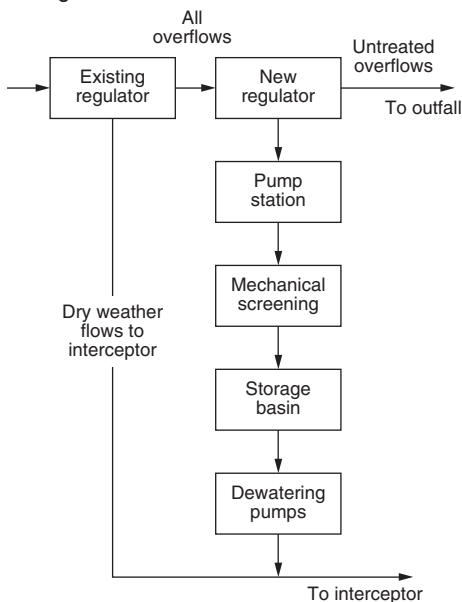 All
overflows
Untreated
overflows
Existing
regulator
New
regulator
To outfall
Pump
station
Mechanical
screening
Dry weather
flows to
interceptor
Storage
basin
Dewatering
pumps
To interceptor